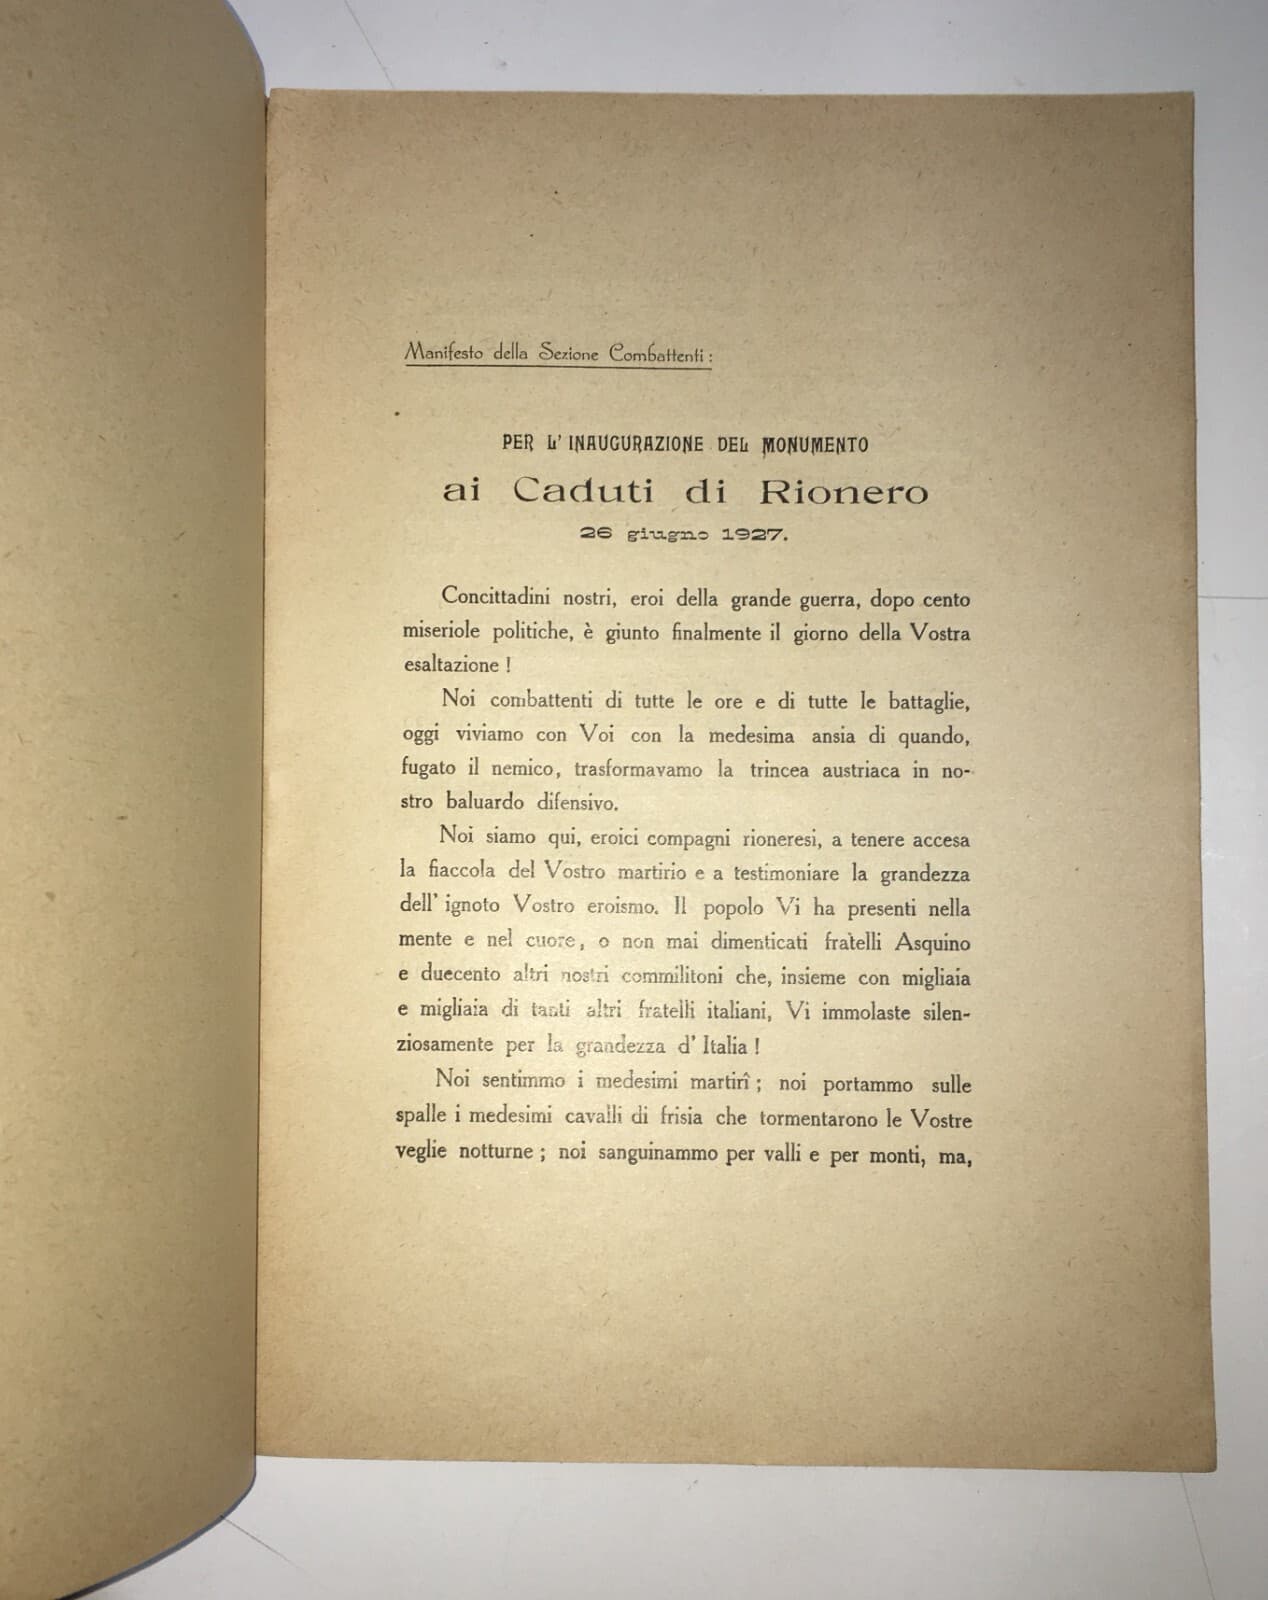 Manifesto della Sezione Combattenti :
PER L' INAUGURAZIONE DEL MONUMENTO
ai Caduti di Rionero
26 giugno 1927.
Concittadini nostri, eroi della grande guerra, dopo cento
miseriole politiche, è giunto finalmente il giorno della Vostra
esaltazione !
Noi combattenti di tutte le ore e di tutte le battaglie,
oggi viviamo con Voi con la medesima ansia di quando,
fugato il nemico, trasformavamo la trincea austriaca in no-
stro baluardo difensivo.
Noi siamo qui, eroici compagni rioneresi, a tenere accesa
la fiaccola del Vostro martirio e a testimoniare la grandezza
dell' ignoto Vostro eroismo. Il popolo Vi ha presenti nella
mente e nel cuore, o non mai dimenticati fratelli Asquino
e duecento altri nostri commilitoni che, insieme con migliaia
e migliaia di tanti altri fratelli italiani, Vi immolaste silen-
ziosamente per la grandezza d' Italia !
Noi sentimmo i medesimi martirî ; noi portammo sulle
spalle i medesimi cavalli di frisia che tormentarono le Vostre
veglie notturne ; noi sanguinammo per valli e per monti, ma,